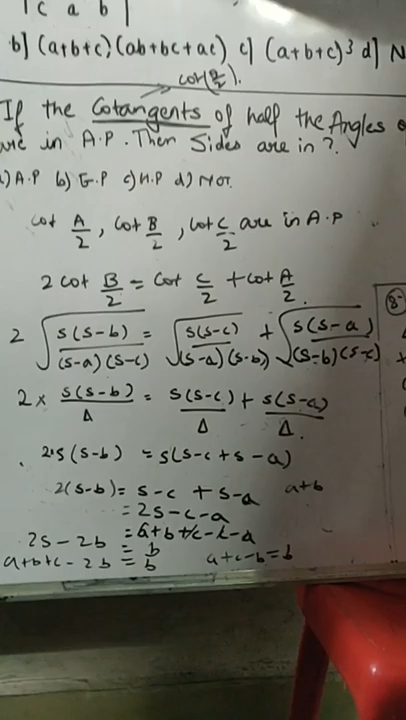 | c a b |
b] (a+b+c)(ab+bc+ac) c] (a+b+c)³ d] N
cot(A/2).
If the Cotangents of half the Angles
are in A.P. Then Sides are in ?.
) A.P b) G.P c) H.P d) NOT.
cot A/2, cot B/2, cot C/2 are in A.P
2 cot B/2 = cot C/2 + cot A/2.
2 √(s(s-b)/(s-a)(s-c)) = √(s(s-c)/(s-a)(s-b)) + √(s(s-a)/(s-b)(s-c))
2 × s(s-b)/Δ = s(s-c)/Δ + s(s-a)/Δ.
2s(s-b) = s(s-c+s-a)
2(s-b) = s-c + s-a a+b
= 2s-c-a
2s-2b = a+b+c-c-a
= b
a+b+c-2b = b a+c-b=b
8